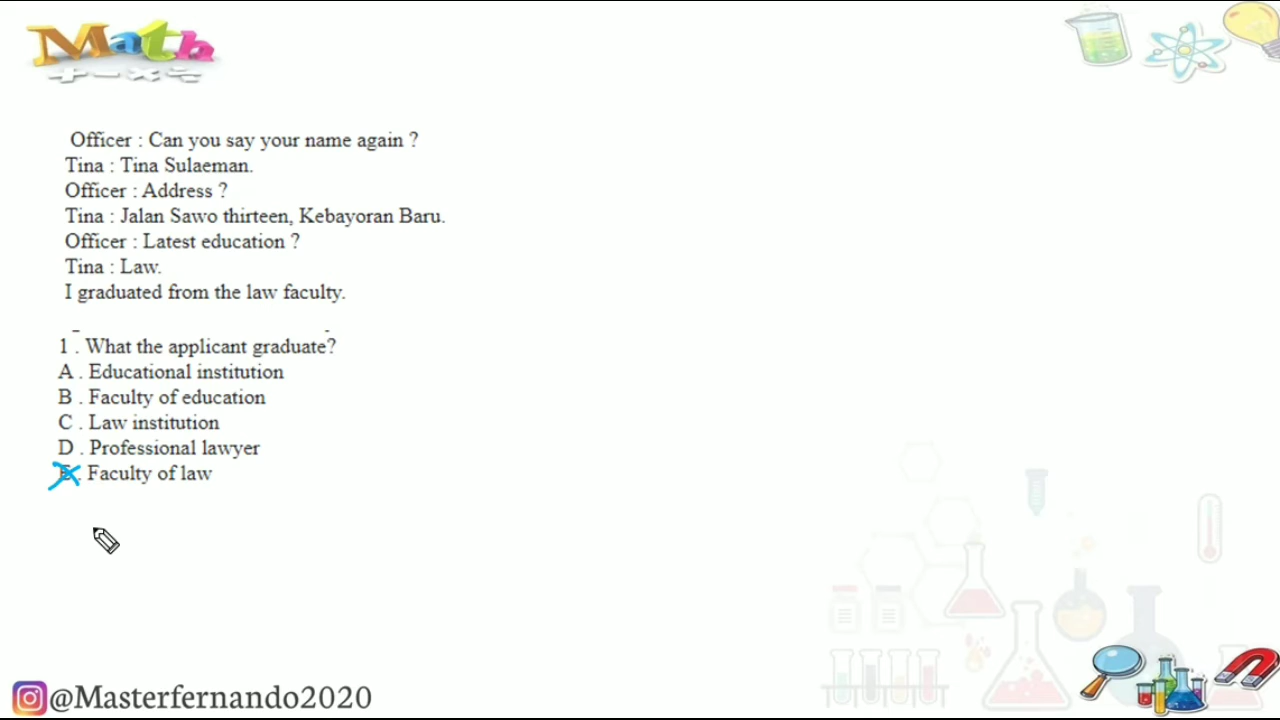 Math
Officer : Can you say your name again ?
Tina : Tina Sulaeman.
Officer : Address ?
Tina : Jalan Sawo thirteen, Kebayoran Baru.
Officer : Latest education ?
Tina : Law.
I graduated from the law faculty.
1 . What the applicant graduate?
A . Educational institution
B . Faculty of education
C . Law institution
D . Professional lawyer
E . Faculty of law
@Masterfernando2020